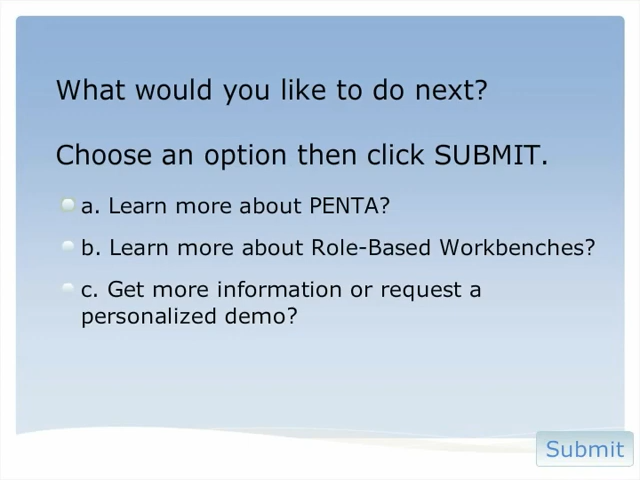 What would you like to do next?
Choose an option then click SUBMIT.
a. Learn more about PENTA?
b. Learn more about Role-Based Workbenches?
c. Get more information or request a
personalized demo?
Submit